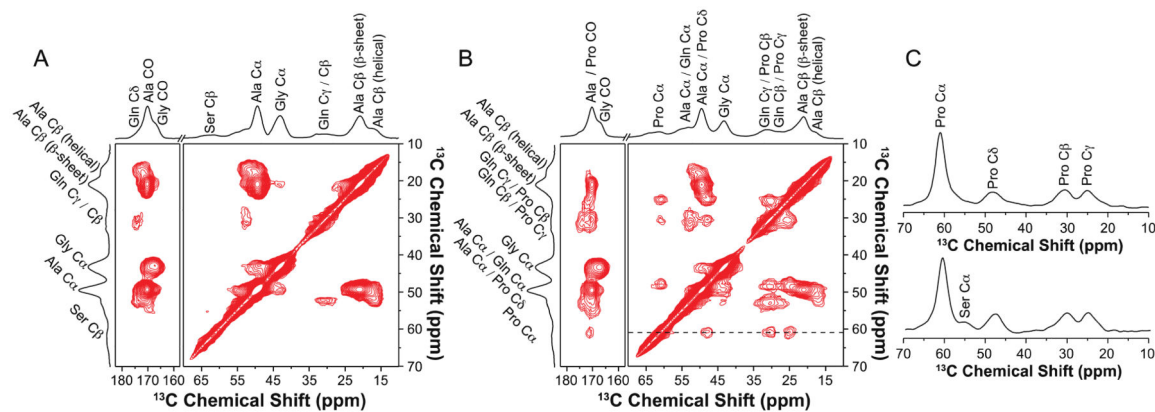 A
Gln Cδ
Ala CO
Gly CO
Ser Cβ
Ala Cα
Gly Cα
Gln Cγ / Cβ
Ala Cβ (β-sheet)
Ala Cβ (helical)
Ala Cβ (helical)
Ala Cβ (β-sheet)
Gln Cγ / Cβ
Gly Cα
Ala Cα
Ser Cβ
10
20
30
40
50
60
70
¹³C Chemical Shift (ppm)
180 170 160 65 55 45 35 25 15
¹³C Chemical Shift (ppm)
B
Ala / Pro CO
Gly CO
Pro Cα
Ala Cα / Gln Cα
Ala Cα / Pro Cδ
Gly Cα
Gln Cγ / Pro Cβ
Gln Cβ / Pro Cγ
Ala Cβ (β-sheet)
Ala Cβ (helical)
Ala Cβ (helical)
Ala Cβ (β-sheet)
Gln Cγ / Pro Cβ
Gln Cβ / Pro Cγ
Gly Cα
Ala Cα / Gln Cα
Ala Cα / Pro Cδ
Pro Cα
10
20
30
40
50
60
70
¹³C Chemical Shift (ppm)
180 170 160 65 55 45 35 25 15
¹³C Chemical Shift (ppm)
C
Pro Cα
Pro Cδ
Pro Cβ
Pro Cγ
70 60 50 40 30 20 10
¹³C Chemical Shift (ppm)
Ser Cα
70 60 50 40 30 20 10
¹³C Chemical Shift (ppm)